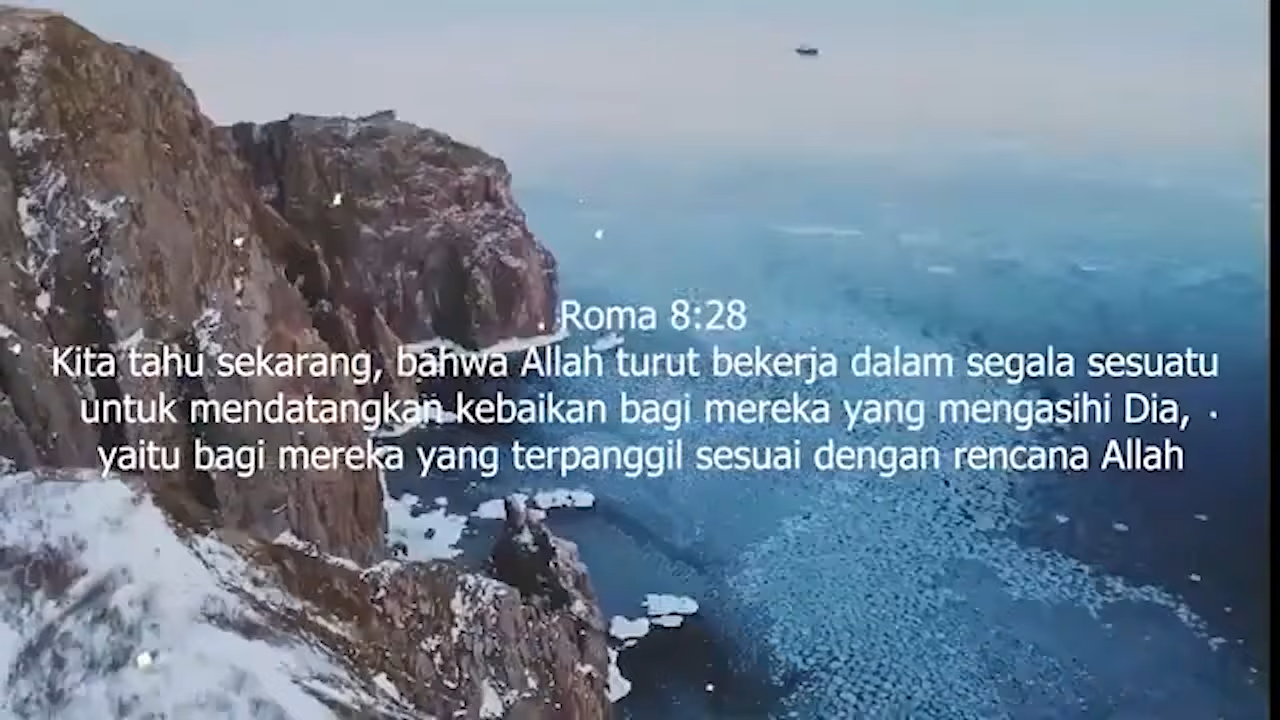 Roma 8:28
Kita tahu sekarang, bahwa Allah turut bekerja dalam segala sesuatu
untuk mendatangkan kebaikan bagi mereka yang mengasihi Dia,
yaitu bagi mereka yang terpanggil sesuai dengan rencana Allah